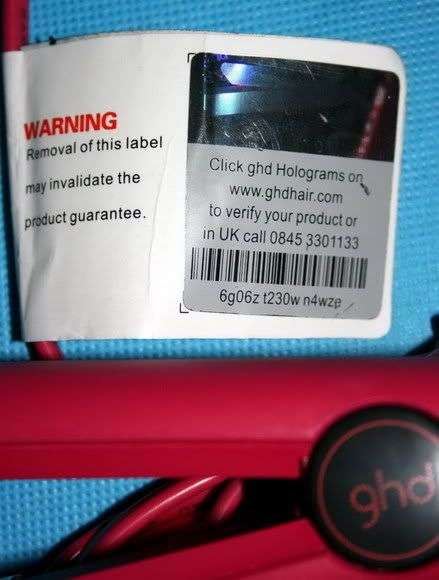 WARNING
Removal of this label
may invalidate the
product guarantee.
Click ghd Holograms on
www.ghdhair.com
to verify your product or
in UK call 0845 3301133
6g06z t230w n4wzp
ghd